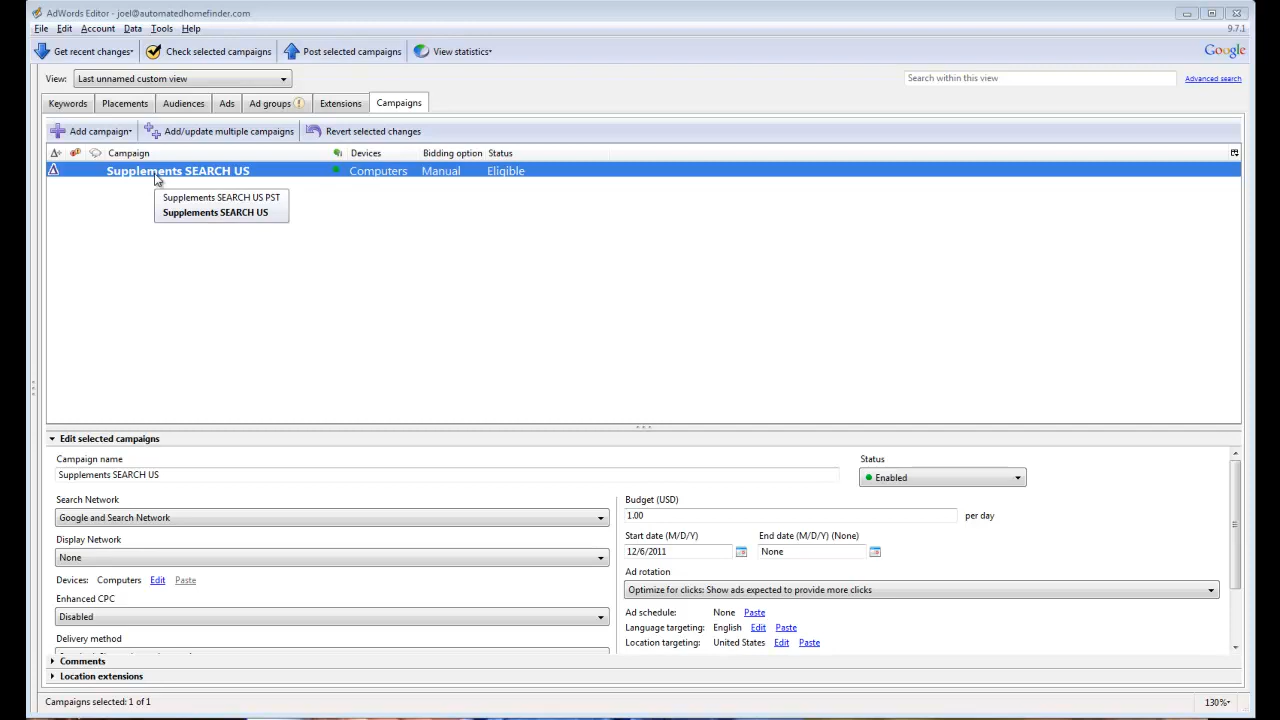 AdWords Editor - joel@automatedhomefinder.com
File Edit Account Data Tools Help
9.7.1
Get recent changes Check selected campaigns Post selected campaigns View statistics
Google
View: Last unnamed custom view
Search within this view
Advanced search
Keywords Placements Audiences Ads Ad groups Extensions Campaigns
Add campaign Add/update multiple campaigns Revert selected changes
Campaign Devices Bidding option Status
Supplements SEARCH US Computers Manual Eligible
Supplements SEARCH US PST
Supplements SEARCH US
Edit selected campaigns
Campaign name
Supplements SEARCH US
Status
Enabled
Search Network
Google and Search Network
Display Network
None
Devices: Computers Edit Paste
Enhanced CPC
Disabled
Delivery method
Budget (USD)
1.00 per day
Start date (M/D/Y) End date (M/D/Y) (None)
12/6/2011 None
Ad rotation
Optimize for clicks: Show ads expected to provide more clicks
Ad schedule: None Paste
Language targeting: English Edit Paste
Location targeting: United States Edit Paste
Comments
Location extensions
Campaigns selected: 1 of 1
130%